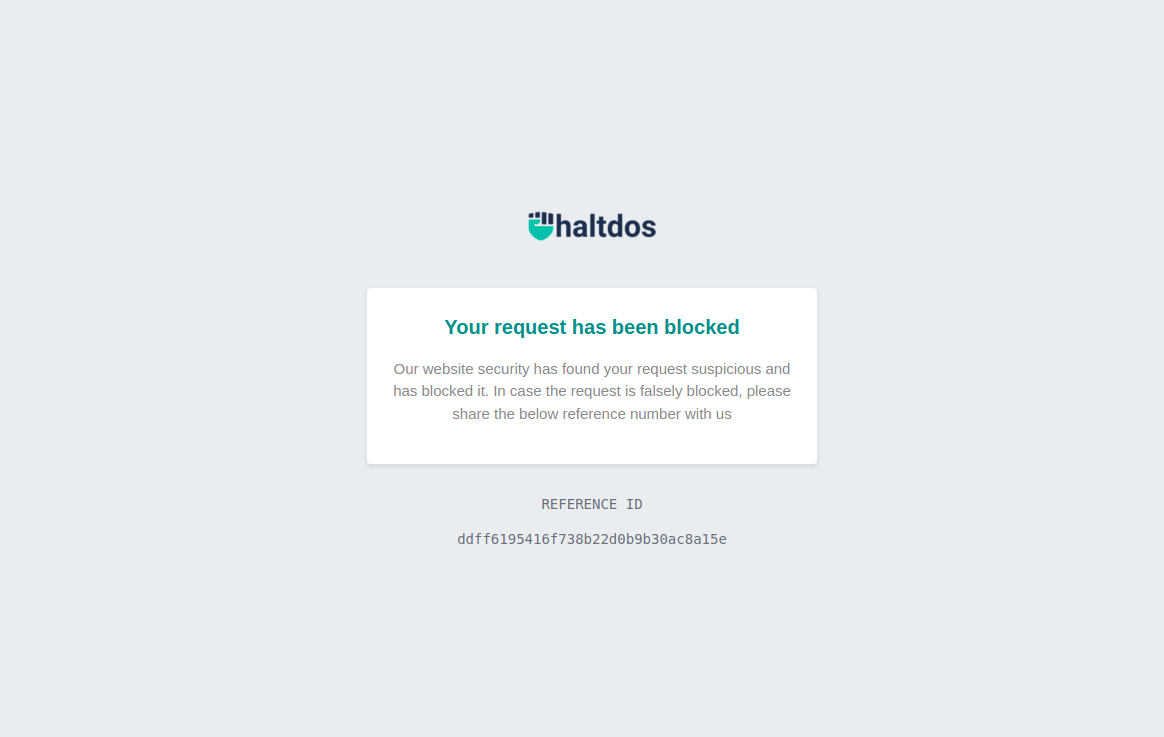 haltdos
Your request has been blocked
Our website security has found your request suspicious and
has blocked it. In case the request is falsely blocked, please
share the below reference number with us
REFERENCE ID
ddff6195416f738b22d0b9b30ac8a15e